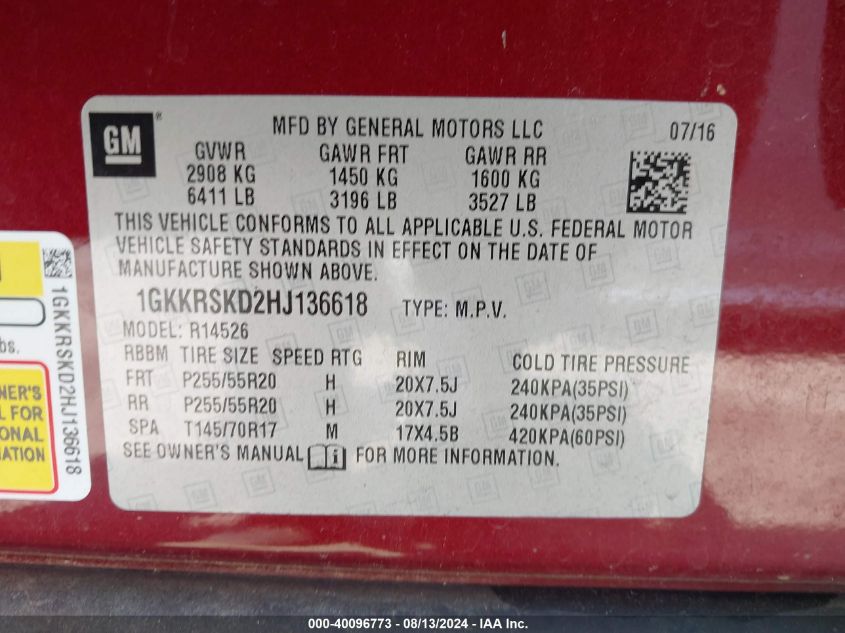 GM
MFD BY GENERAL MOTORS LLC 07/16
GVWR GAWR FRT GAWR RR
2908 KG 1450 KG 1600 KG
6411 LB 3196 LB 3527 LB
THIS VEHICLE CONFORMS TO ALL APPLICABLE U.S. FEDERAL MOTOR
VEHICLE SAFETY STANDARDS IN EFFECT ON THE DATE OF
MANUFACTURE SHOWN ABOVE.
1GKKRSKD2HJ136618 TYPE: M.P.V.
MODEL: R14526
RBBM TIRE SIZE SPEED RTG RIM COLD TIRE PRESSURE
FRT P255/55R20 H 20X7.5J 240KPA(35PSI)
RR P255/55R20 H 20X7.5J 240KPA(35PSI)
SPA T145/70R17 M 17X4.5B 420KPA(60PSI)
SEE OWNER'S MANUAL FOR MORE INFORMATION.
1GKKRSKD2HJ136618
000-40096773 - 08/13/2024 - IAAI.com